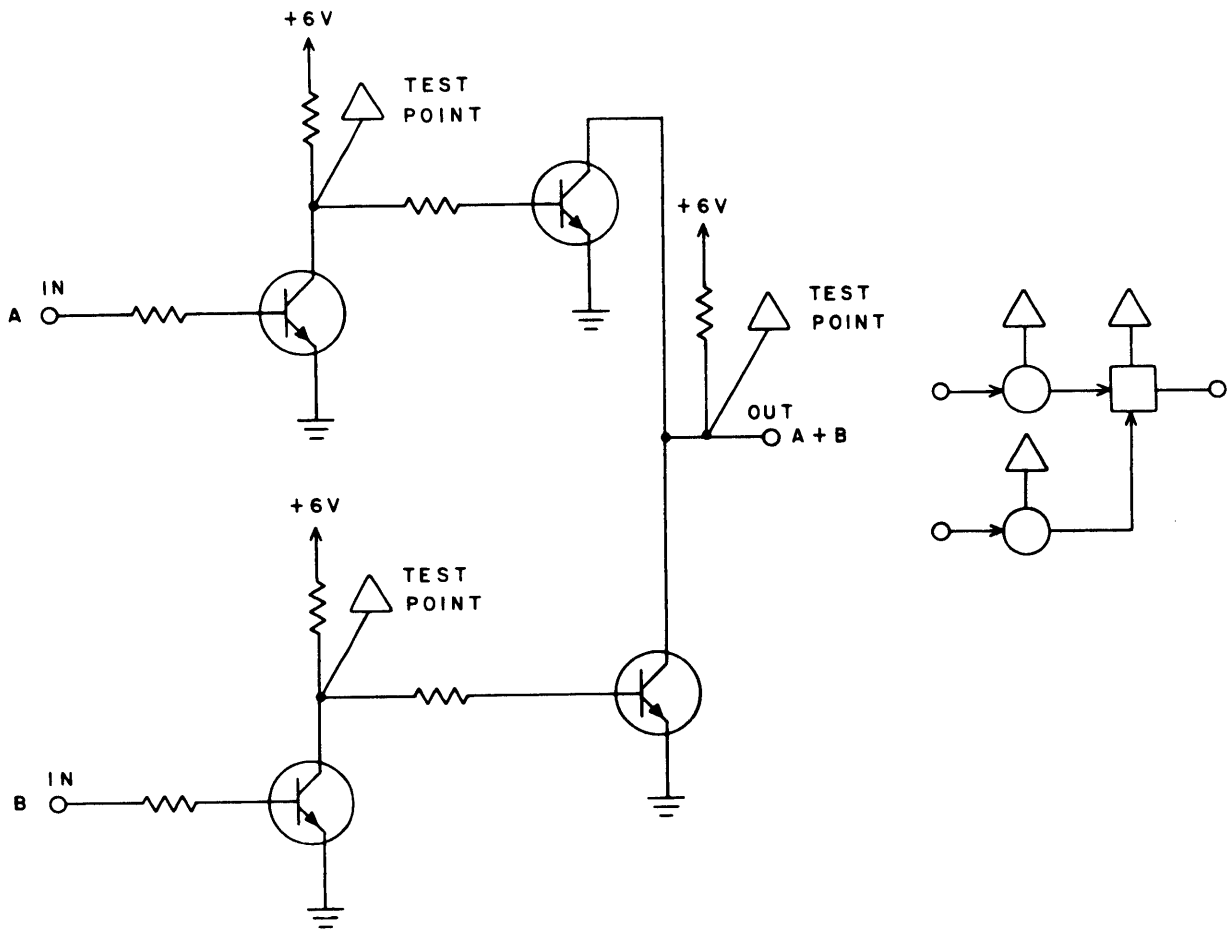 +6V
TEST
POINT
+6V
IN
A
TEST
POINT
OUT
A + B
+6V
TEST
POINT
IN
B